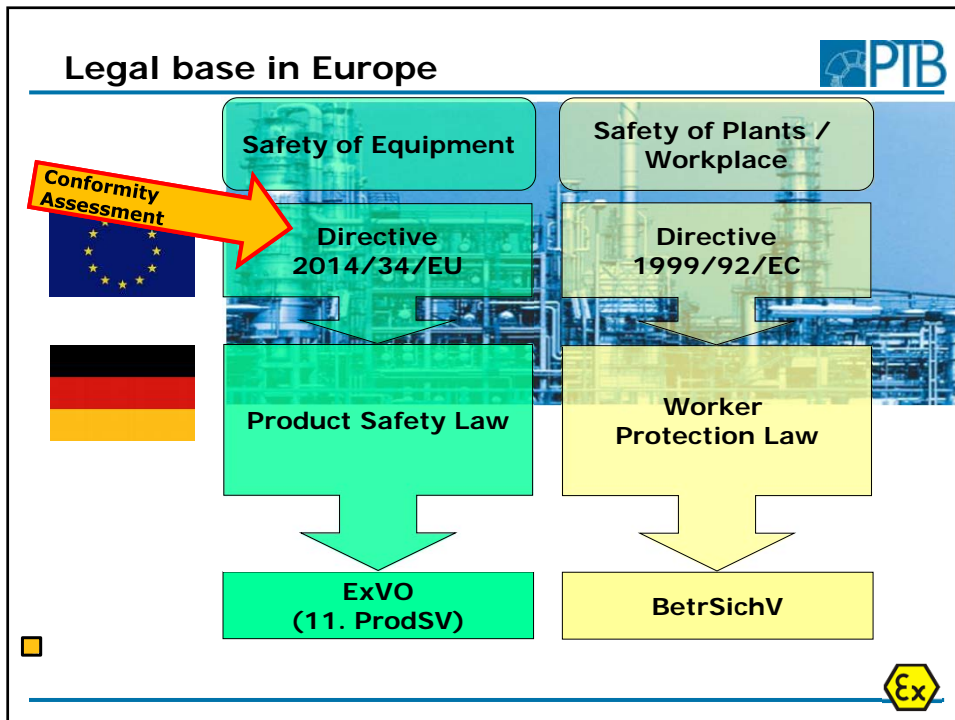 Legal base in Europe
PTB
Safety of Equipment
Safety of Plants /
Workplace
Conformity
Assessment
Directive
2014/34/EU
Directive
1999/92/EC
Product Safety Law
Worker
Protection Law
ExVO
(11. ProdSV)
BetrSichV
Ex